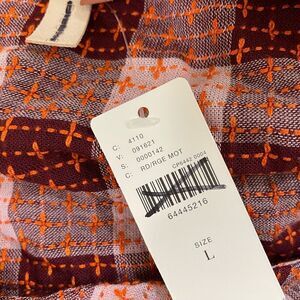 C: 4110
V: 091621
S: 0000142
C: RD/RGE MOT
CP6442 0004
64445216
SIZE
L